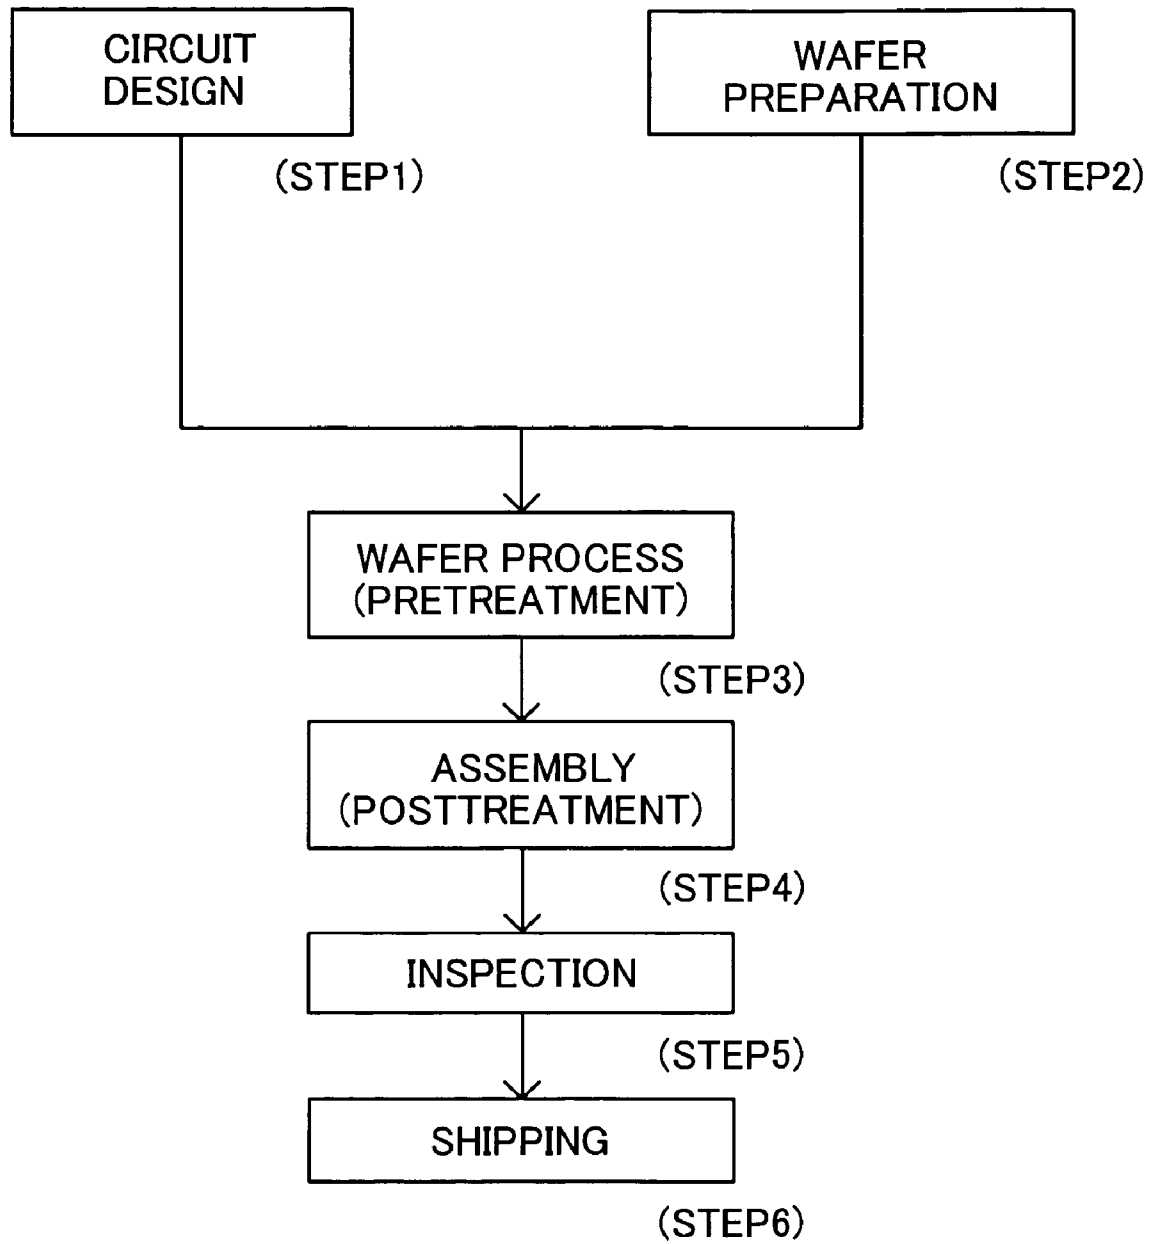 CIRCUIT
DESIGN
(STEP1)
WAFER
PREPARATION
(STEP2)
WAFER PROCESS
(PRETREATMENT)
(STEP3)
ASSEMBLY
(POSTTREATMENT)
(STEP4)
INSPECTION
(STEP5)
SHIPPING
(STEP6)